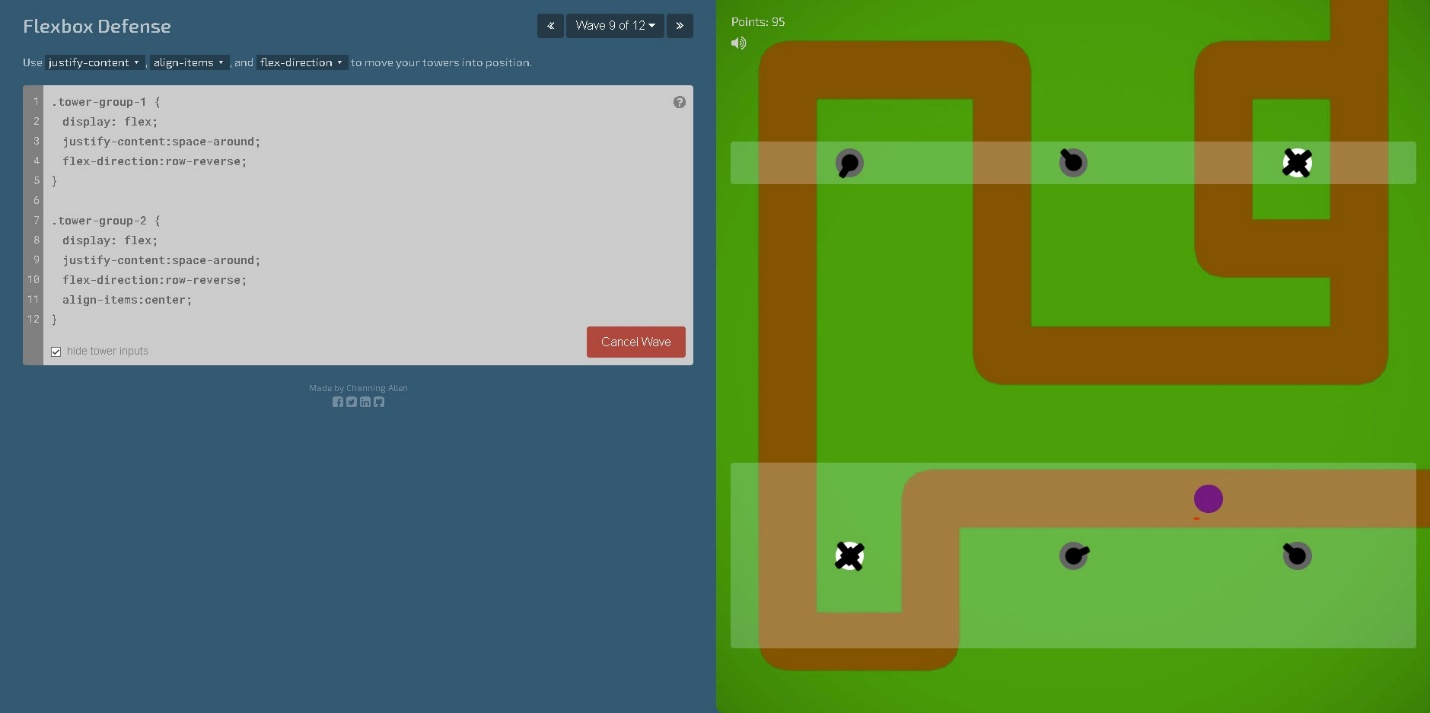 Flexbox Defense
«
Wave 9 of 12
»
Use justify-content , align-items , and flex-direction to move your towers into position.
1 .tower-group-1 {
2 display: flex;
3 justify-content:space-around;
4 flex-direction:row-reverse;
5 }
6
7 .tower-group-2 {
8 display: flex;
9 justify-content:space-around;
10 flex-direction:row-reverse;
11 align-items:center;
12 }
?
hide tower inputs
Cancel Wave
Made by Channing Allen
Points: 95